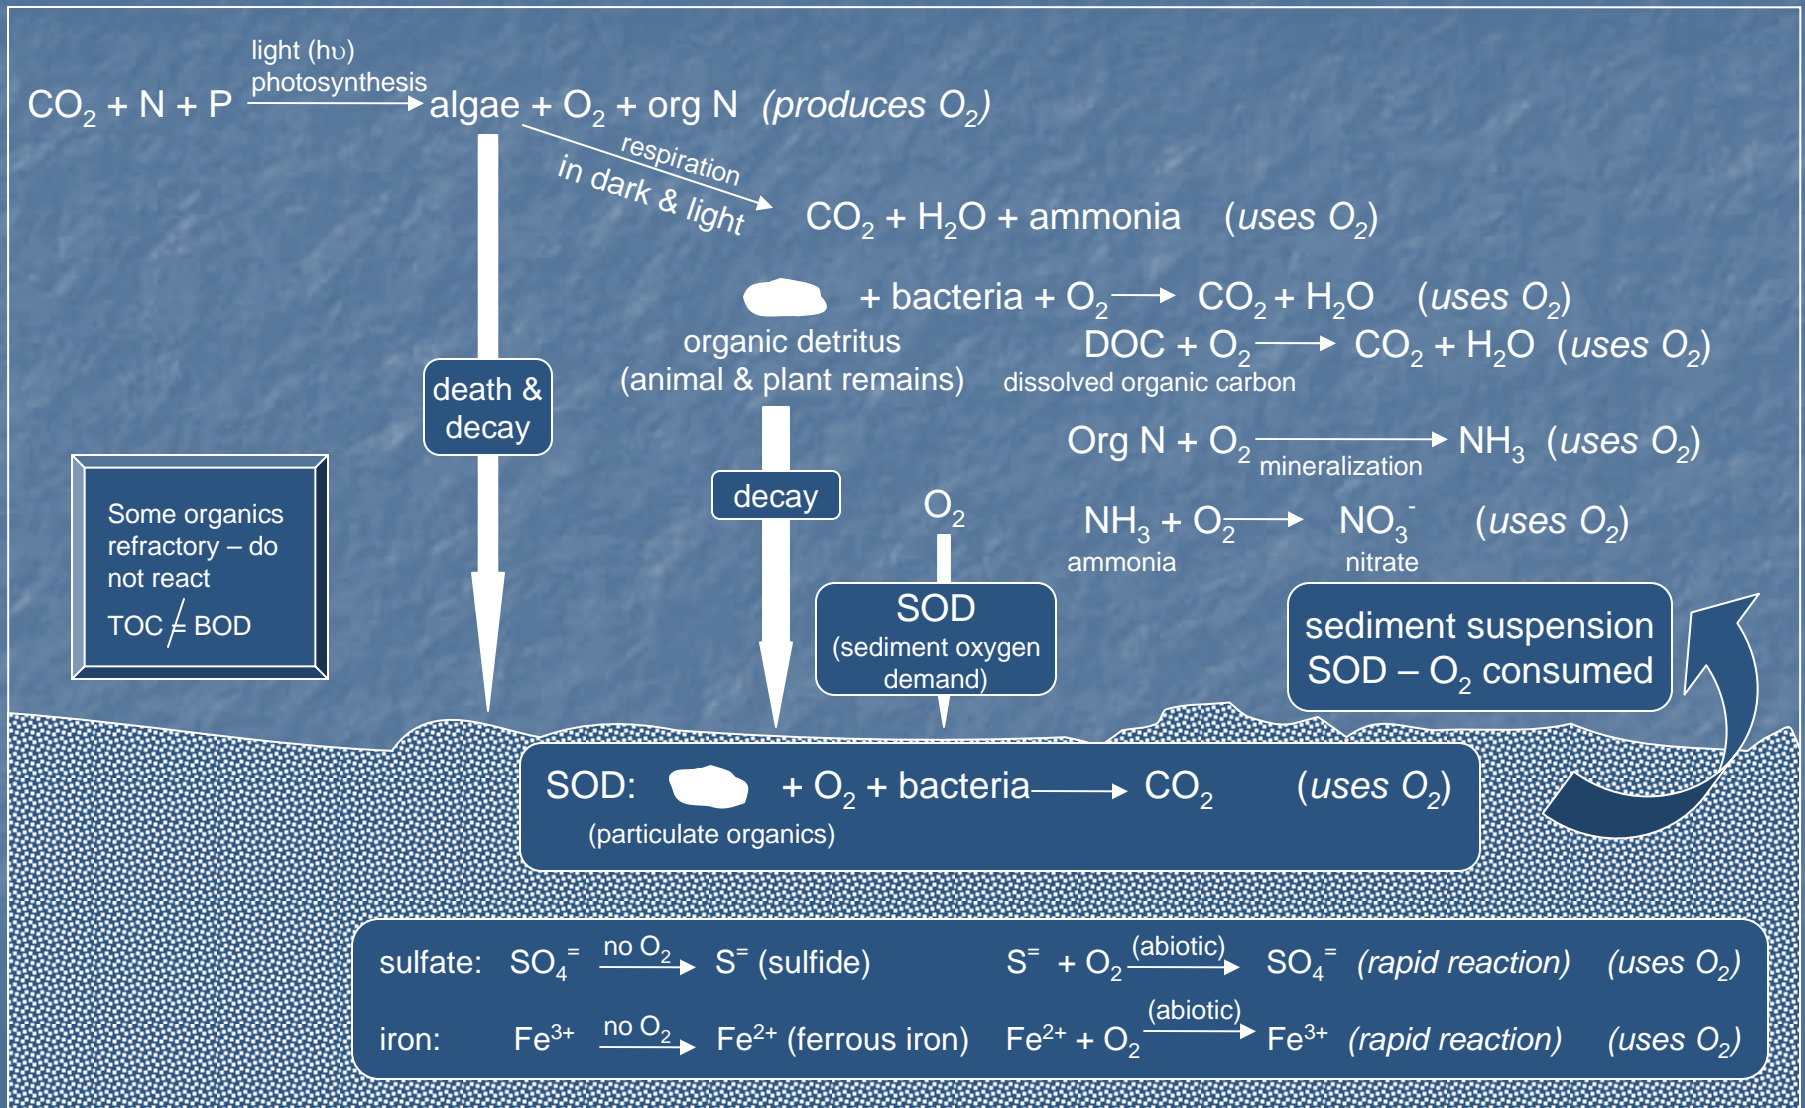 light (hυ)
photosynthesis
CO₂ + N + P → algae + O₂ + org N (produces O₂)
respiration
in dark & light
CO₂ + H₂O + ammonia (uses O₂)
+ bacteria + O₂ → CO₂ + H₂O (uses O₂)
organic detritus
(animal & plant remains)
DOC + O₂ → CO₂ + H₂O (uses O₂)
dissolved organic carbon
death &
decay
Org N + O₂ → NH₃ (uses O₂)
mineralization
decay
Some organics
refractory – do
not react
TOC ≠ BOD
O₂
NH₃ + O₂ → NO₃⁻ (uses O₂)
ammonia nitrate
SOD
(sediment oxygen
demand)
sediment suspension
SOD – O₂ consumed
SOD: + O₂ + bacteria → CO₂ (uses O₂)
(particulate organics)
sulfate: SO₄⁼ no O₂ → S⁼ (sulfide) S⁼ + O₂ (abiotic) → SO₄⁼ (rapid reaction) (uses O₂)
iron: Fe³⁺ no O₂ → Fe²⁺ (ferrous iron) Fe²⁺ + O₂ (abiotic) → Fe³⁺ (rapid reaction) (uses O₂)